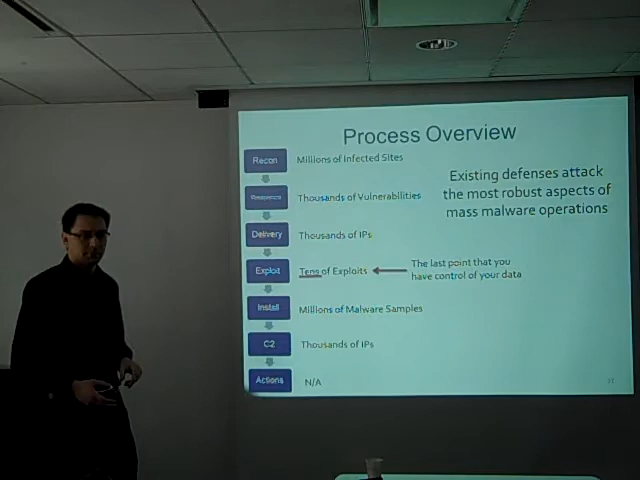 Process Overview
Recon Millions of Infected Sites
Thousands of Vulnerabilities
Delivery Thousands of IPs
Exploit Tens of Exploits
Install Millions of Malware Samples
C2 Thousands of IPs
Actions N/A
Existing defenses attack
the most robust aspects of
mass malware operations
The last point that you
have control of your data